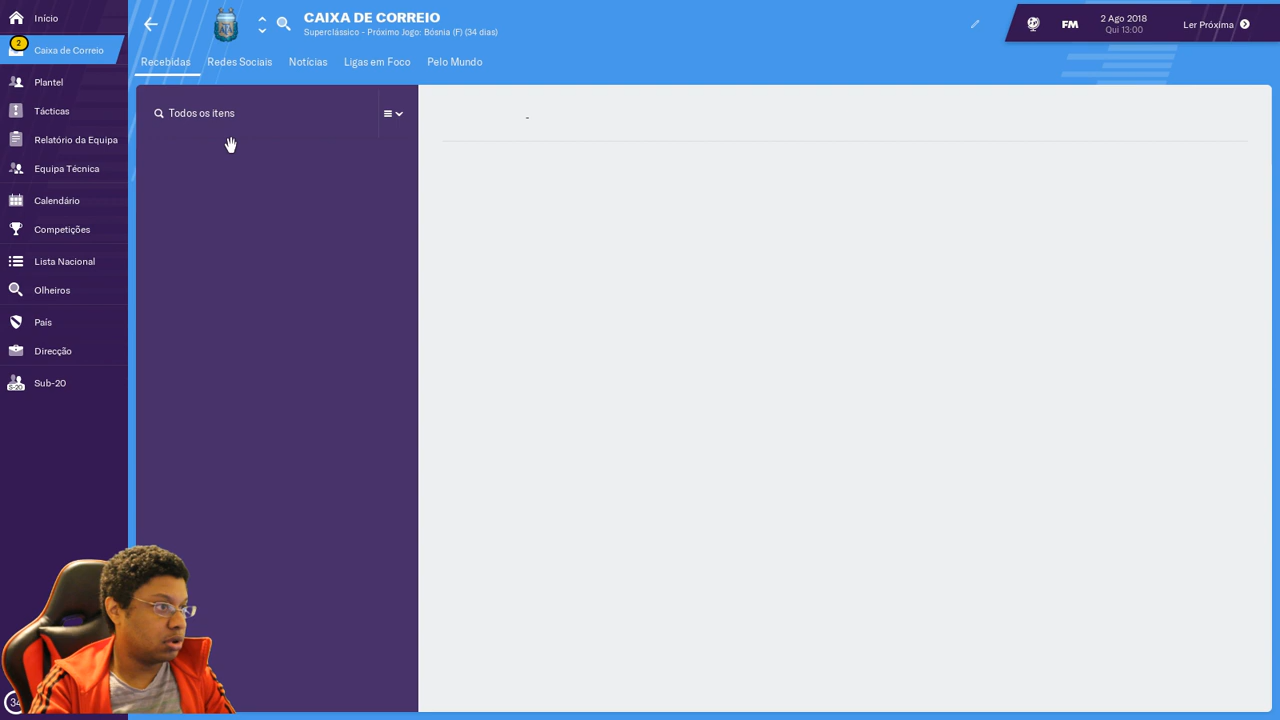 Início
2
Caixa de Correio
Plantel
Tácticas
Relatório da Equipa
Equipa Técnica
Calendário
Competições
Lista Nacional
Olheiros
País
Direcção
Sub-20
CAIXA DE CORREIO
Superclássico - Próximo Jogo: Bósnia (F) (34 dias)
FM
2 Ago 2018
Qui 13:00
Ler Próxima
Recebidas
Redes Sociais
Notícias
Ligas em Foco
Pelo Mundo
Todos os itens
-